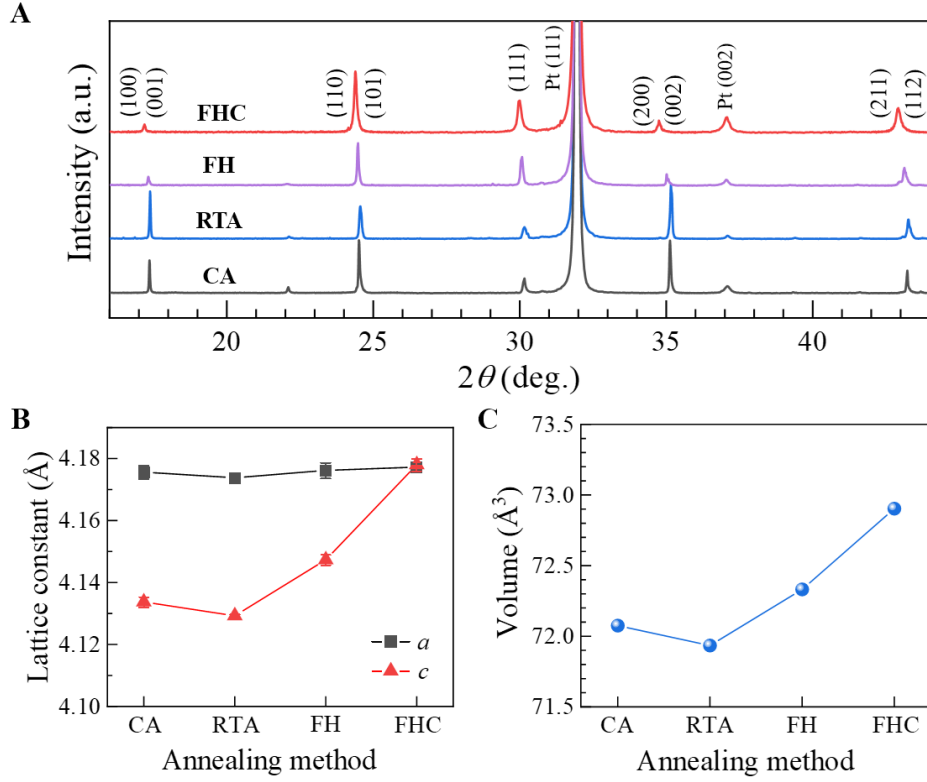 A
Intensity (a.u.)
(100)
(001)
(110)
(101)
(111)
Pt (111)
(200)
(002)
Pt (002)
(211)
(112)
FHC
FH
RTA
CA
20
25
30
35
40
2θ (deg.)
B
Lattice constant (Å)
4.18
4.16
4.14
4.12
4.10
a
c
CA
RTA
FH
FHC
Annealing method
C
Volume (Å³)
73.5
73.0
72.5
72.0
71.5
CA
RTA
FH
FHC
Annealing method